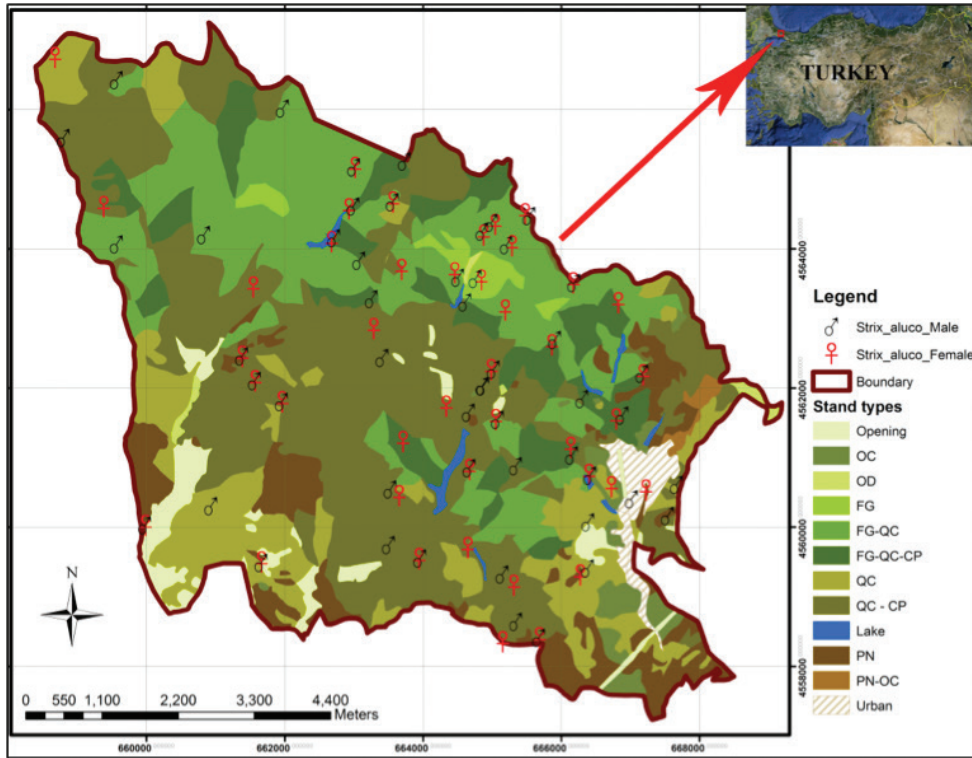 TURKEY
4564000
4562000
4560000
4558000
Legend
Strix_aluco_Male
Strix_aluco_Female
Boundary
Stand types
Opening
OC
OD
FG
FG-QC
FG-QC-CP
QC
QC - CP
Lake
PN
PN-OC
Urban
N
0 550 1,100 2,200 3,300 4,400
Meters
660000 662000 664000 666000 668000